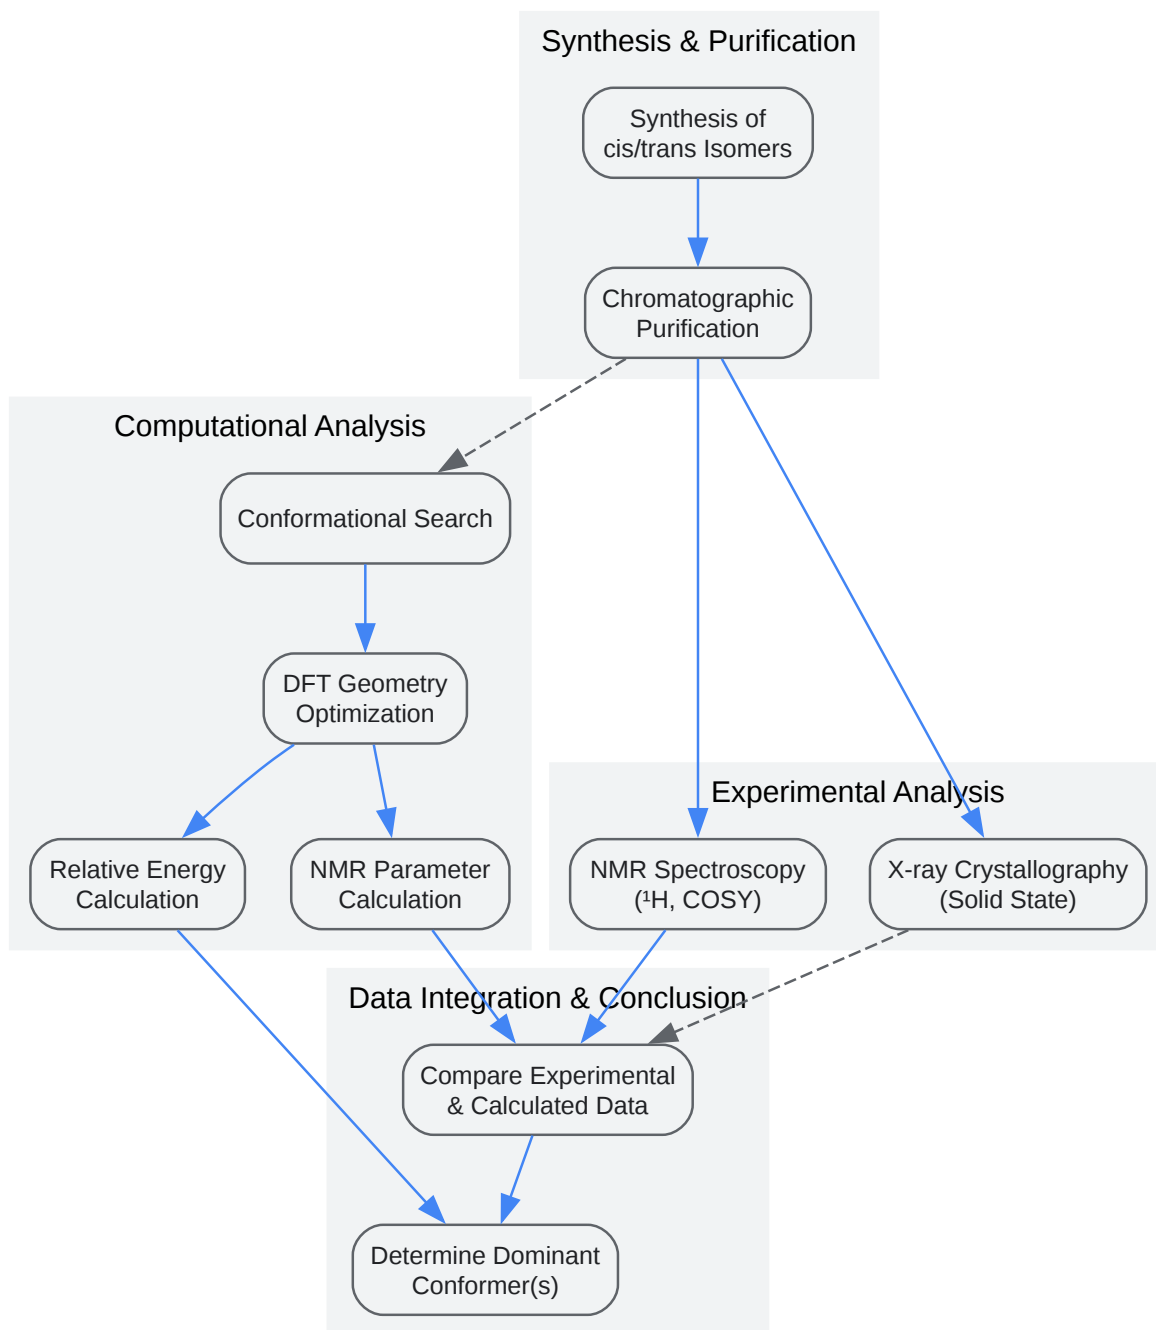 Synthesis & Purification
Synthesis of
cis/trans Isomers
Chromatographic
Purification
Computational Analysis
Conformational Search
DFT Geometry
Optimization
Relative Energy
Calculation
NMR Parameter
Calculation
Experimental Analysis
NMR Spectroscopy
(¹H, COSY)
X-ray Crystallography
(Solid State)
Data Integration & Conclusion
Compare Experimental
& Calculated Data
Determine Dominant
Conformer(s)